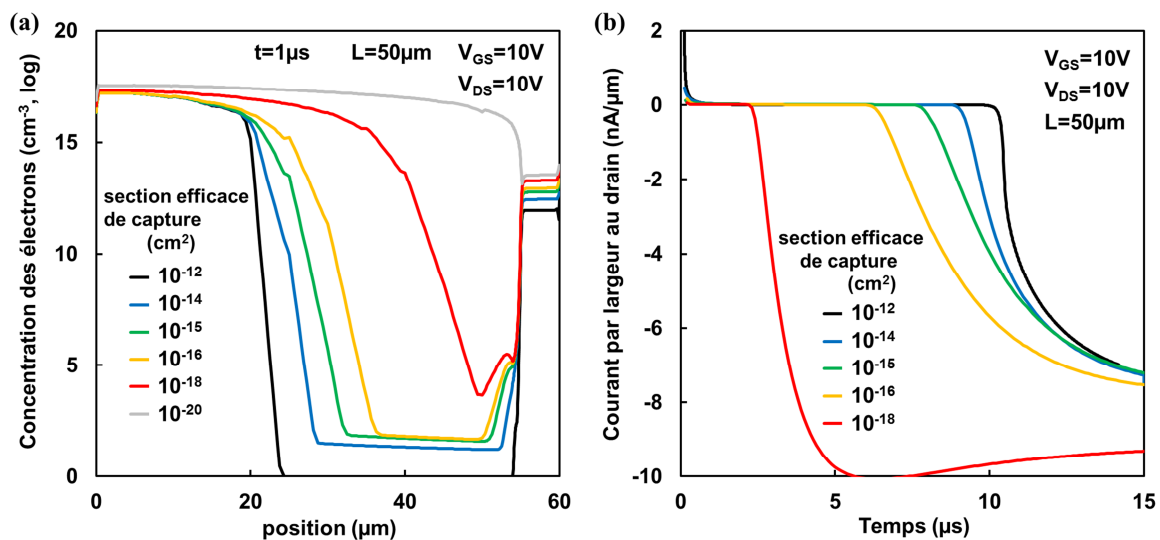 (a)
20
15
10
5
0
Concentration des électrons (cm-3, log)
t=1µs L=50µm VGS=10V
VDS=10V
section efficace
de capture
(cm2)
10-12
10-14
10-15
10-16
10-18
10-20
0 20 40 60
position (µm)
(b)
2
0
-2
-4
-6
-8
-10
Courant par largeur au drain (nA/µm)
VGS=10V
VDS=10V
L=50µm
section efficace
de capture
(cm2)
10-12
10-14
10-15
10-16
10-18
0 5 10 15
Temps (µs)